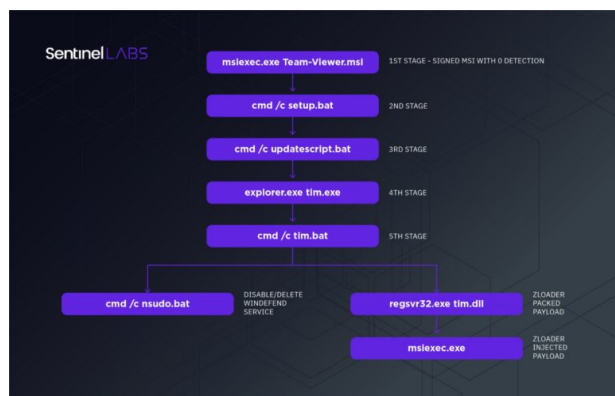 SentinelLABS
msiexec.exe Team-Viewer.msi
1ST STAGE - SIGNED MSI WITH 0 DETECTION
cmd /c setup.bat
2ND STAGE
cmd /c updatescript.bat
3RD STAGE
explorer.exe tim.exe
4TH STAGE
cmd /c tim.bat
5TH STAGE
cmd /c nsudo.bat
DISABLE/DELETE
WINDEFEND
SERVICE
regsvr32.exe tim.dll
ZLOADER
PACKED
PAYLOAD
msiexec.exe
ZLOADER
INJECTED
PAYLOAD